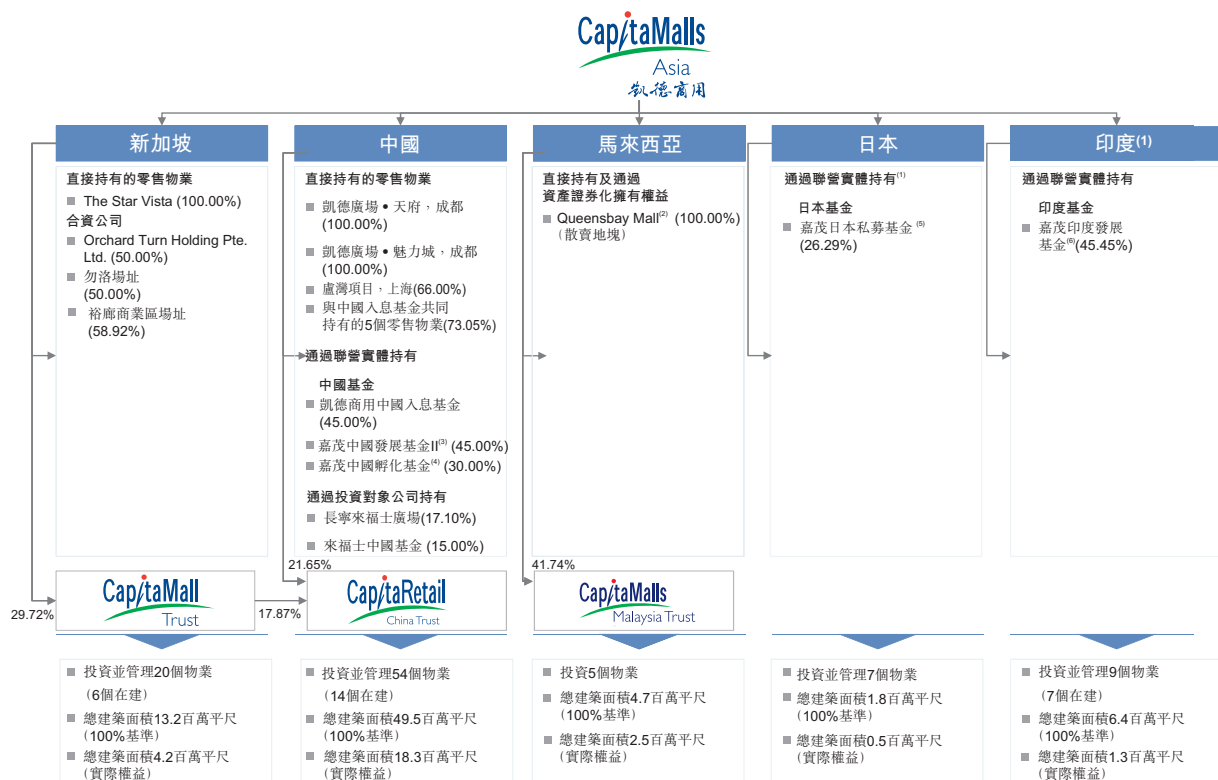 CapitaMalls
Asia
凱德商用
新加坡
直接持有的零售物業
The Star Vista (100.00%)
合資公司
Orchard Turn Holding Pte.
Ltd. (50.00%)
勿洛場址
(50.00%)
裕廊商業區場址
(58.92%)
中國
直接持有的零售物業
凱德廣場•天府，成都
(100.00%)
凱德廣場•魅力城，成都
(100.00%)
盧灣項目，上海(66.00%)
與中國入息基金共同
持有的5個零售物業(73.05%)
通過聯營實體持有
中國基金
凱德商用中國入息基金
(45.00%)
嘉茂中國發展基金II(3) (45.00%)
嘉茂中國孵化基金(4) (30.00%)
通過投資對象公司持有
長寧來福士廣場(17.10%)
來福士中國基金 (15.00%)
馬來西亞
直接持有及通過
資產證券化擁有權益
Queensbay Mall(2) (100.00%)
(散賣地塊)
日本
通過聯營實體持有(1)
日本基金
嘉茂日本私募基金 (5)
(26.29%)
印度(1)
通過聯營實體持有
印度基金
嘉茂印度發展
基金(6) (45.45%)
29.72%
CapitaMall
Trust
17.87%
21.65%
CapitaRetail
China Trust
41.74%
CapitaMalls
Malaysia Trust
投資並管理20個物業
(6個在建)
總建築面積13.2百萬平尺
(100%基準)
總建築面積4.2百萬平尺
(實際權益)
投資並管理54個物業
(14個在建)
總建築面積49.5百萬平尺
(100%基準)
總建築面積18.3百萬平尺
(實際權益)
投資5個物業
總建築面積4.7百萬平尺
(100%基準)
總建築面積2.5百萬平尺
(實際權益)
投資並管理7個物業
總建築面積1.8百萬平尺
(100%基準)
總建築面積0.5百萬平尺
(實際權益)
投資並管理9個物業
(7個在建)
總建築面積6.4百萬平尺
(100%基準)
總建築面積1.3百萬平尺
(實際權益)